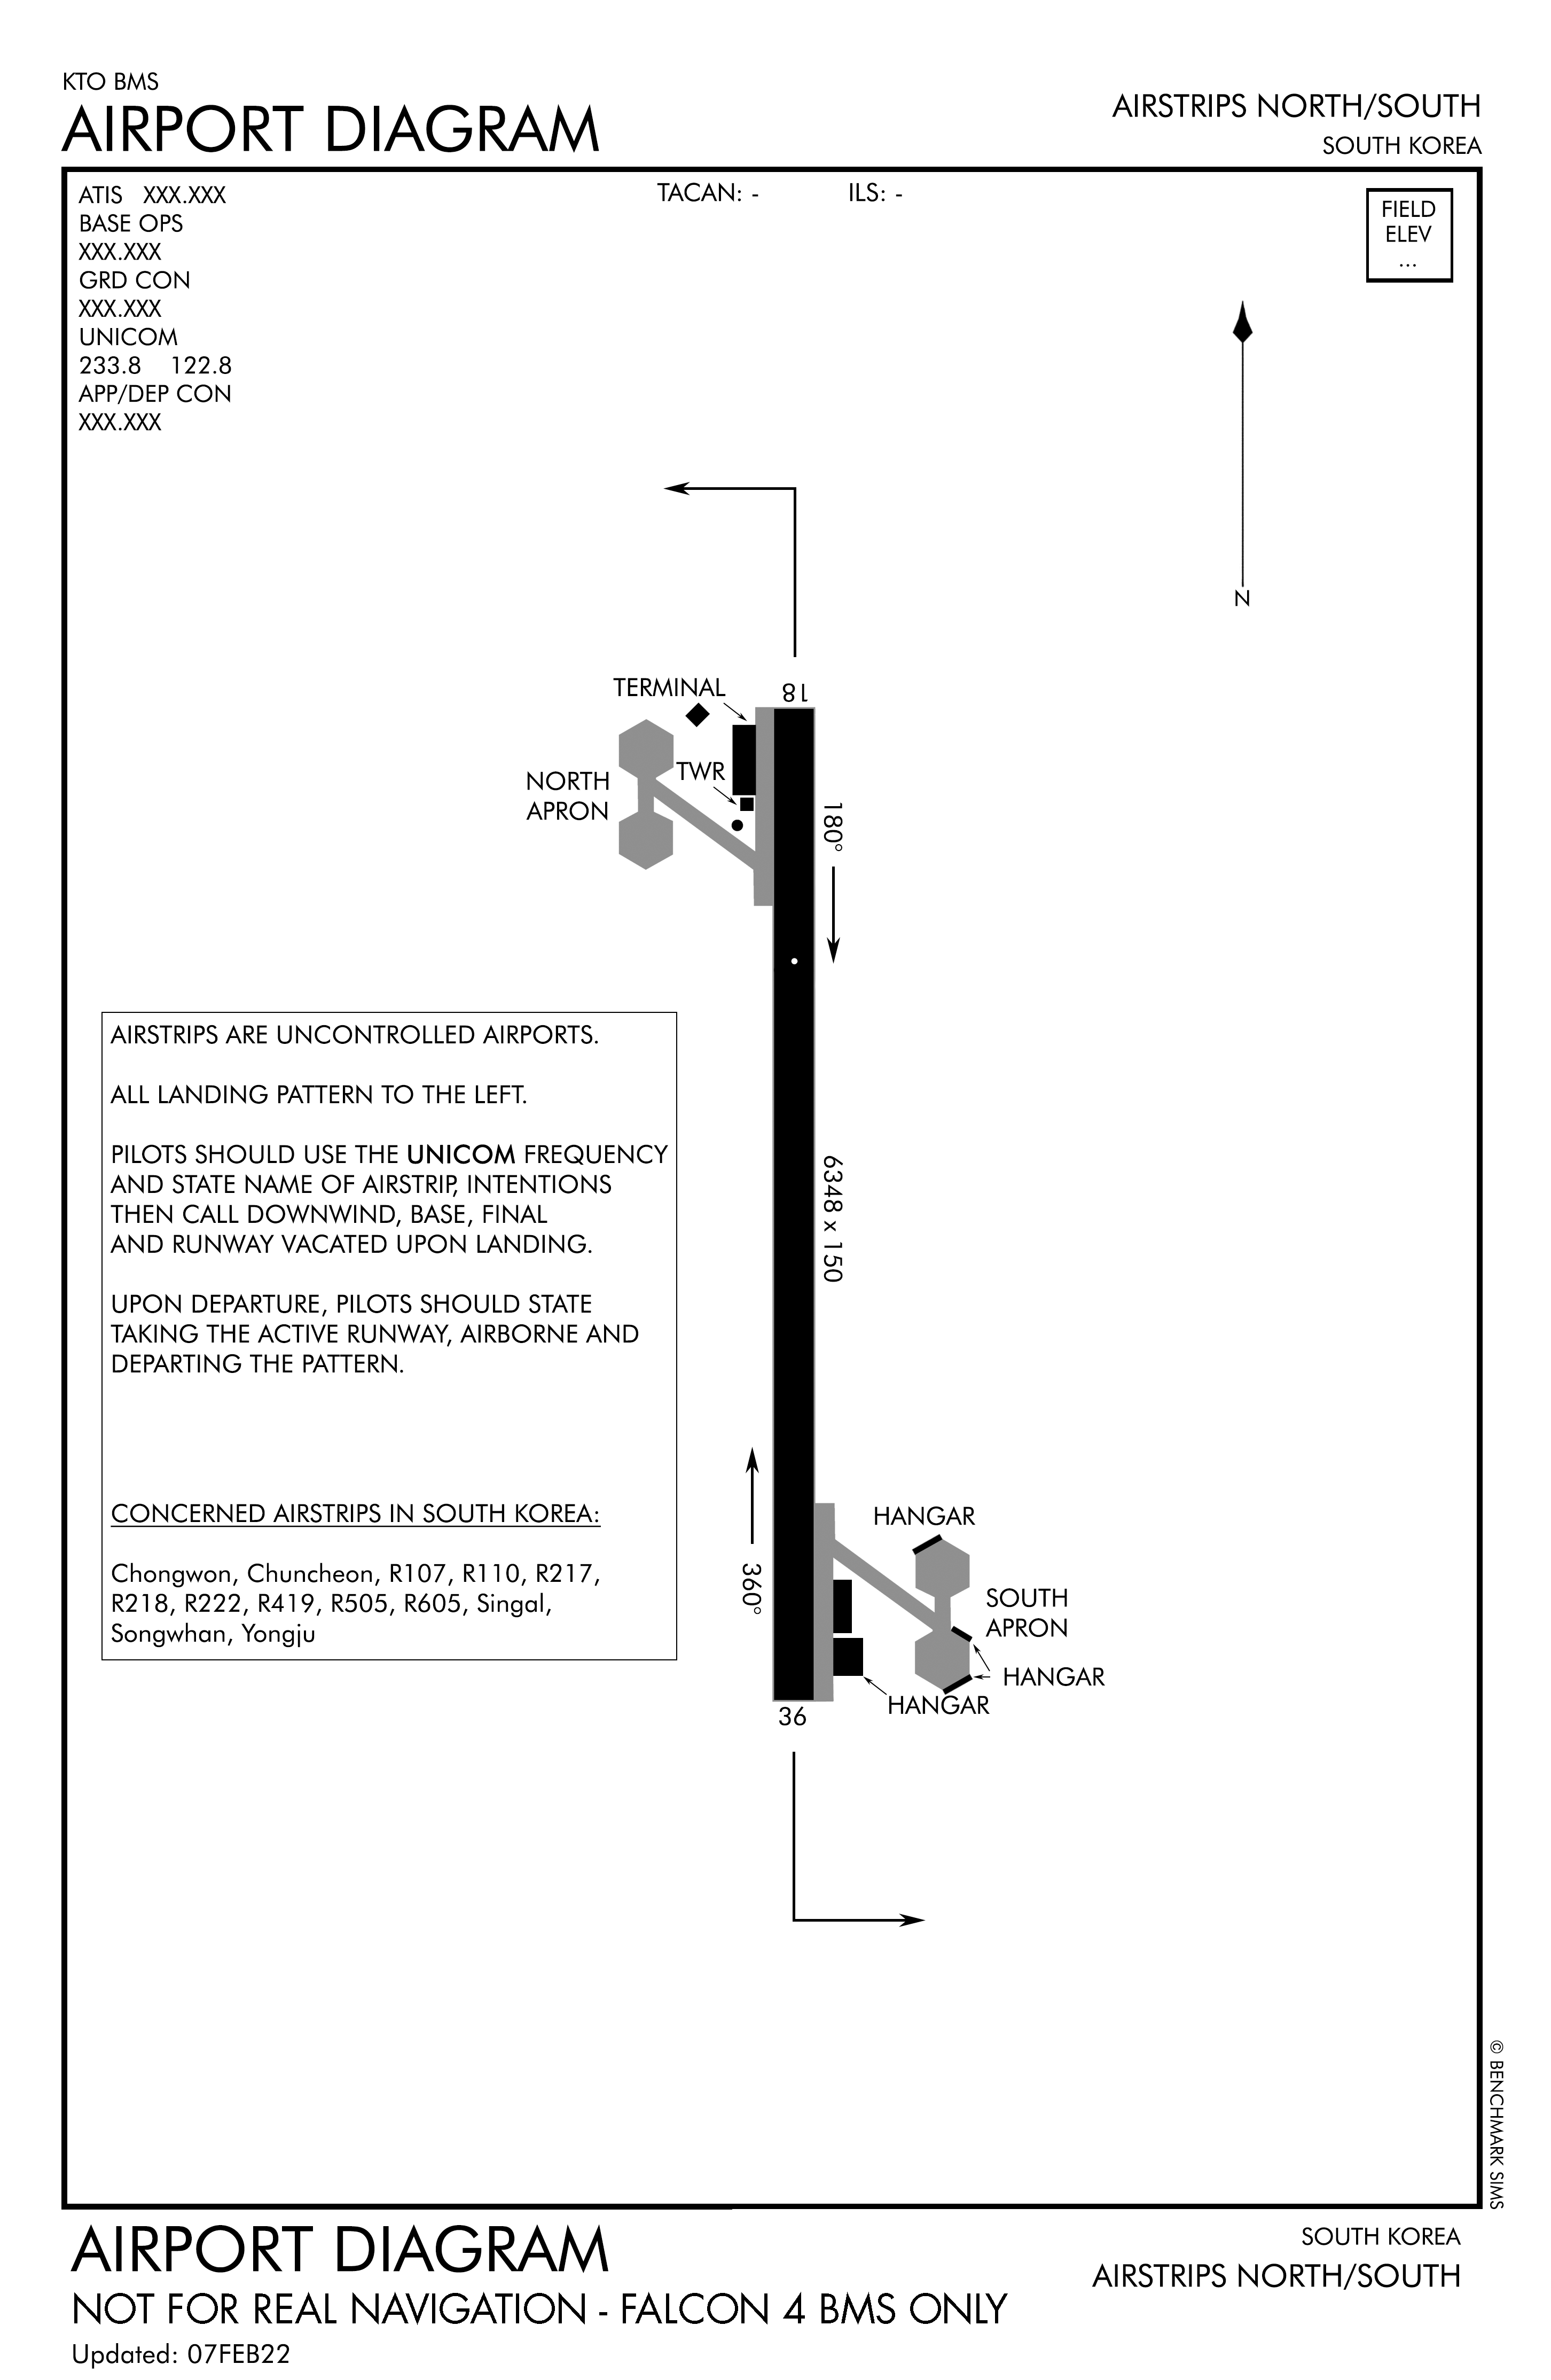 KTO BMS
AIRPORT DIAGRAM
AIRSTRIPS NORTH/SOUTH
SOUTH KOREA
ATIS XXX.XXX
BASE OPS
XXX.XXX
GRD CON
XXX.XXX
UNICOM
233.8 122.8
APP/DEP CON
XXX.XXX
TACAN: - ILS: -
FIELD
ELEV
...
N
18
TERMINAL
TWR
NORTH
APRON
180°
AIRSTRIPS ARE UNCONTROLLED AIRPORTS.
ALL LANDING PATTERN TO THE LEFT.
PILOTS SHOULD USE THE UNICOM FREQUENCY
AND STATE NAME OF AIRSTRIP, INTENTIONS
THEN CALL DOWNWIND, BASE, FINAL
AND RUNWAY VACATED UPON LANDING.
UPON DEPARTURE, PILOTS SHOULD STATE
TAKING THE ACTIVE RUNWAY, AIRBORNE AND
DEPARTING THE PATTERN.
CONCERNED AIRSTRIPS IN SOUTH KOREA:
Chongwon, Chuncheon, R107, R110, R217,
R218, R222, R419, R505, R605, Singal,
Songwhan, Yongju
6348 x 150
360°
HANGAR
SOUTH
APRON
HANGAR
HANGAR
36
© BENCHMARK SIMS
AIRPORT DIAGRAM
NOT FOR REAL NAVIGATION - FALCON 4 BMS ONLY
Updated: 07FEB22
SOUTH KOREA
AIRSTRIPS NORTH/SOUTH